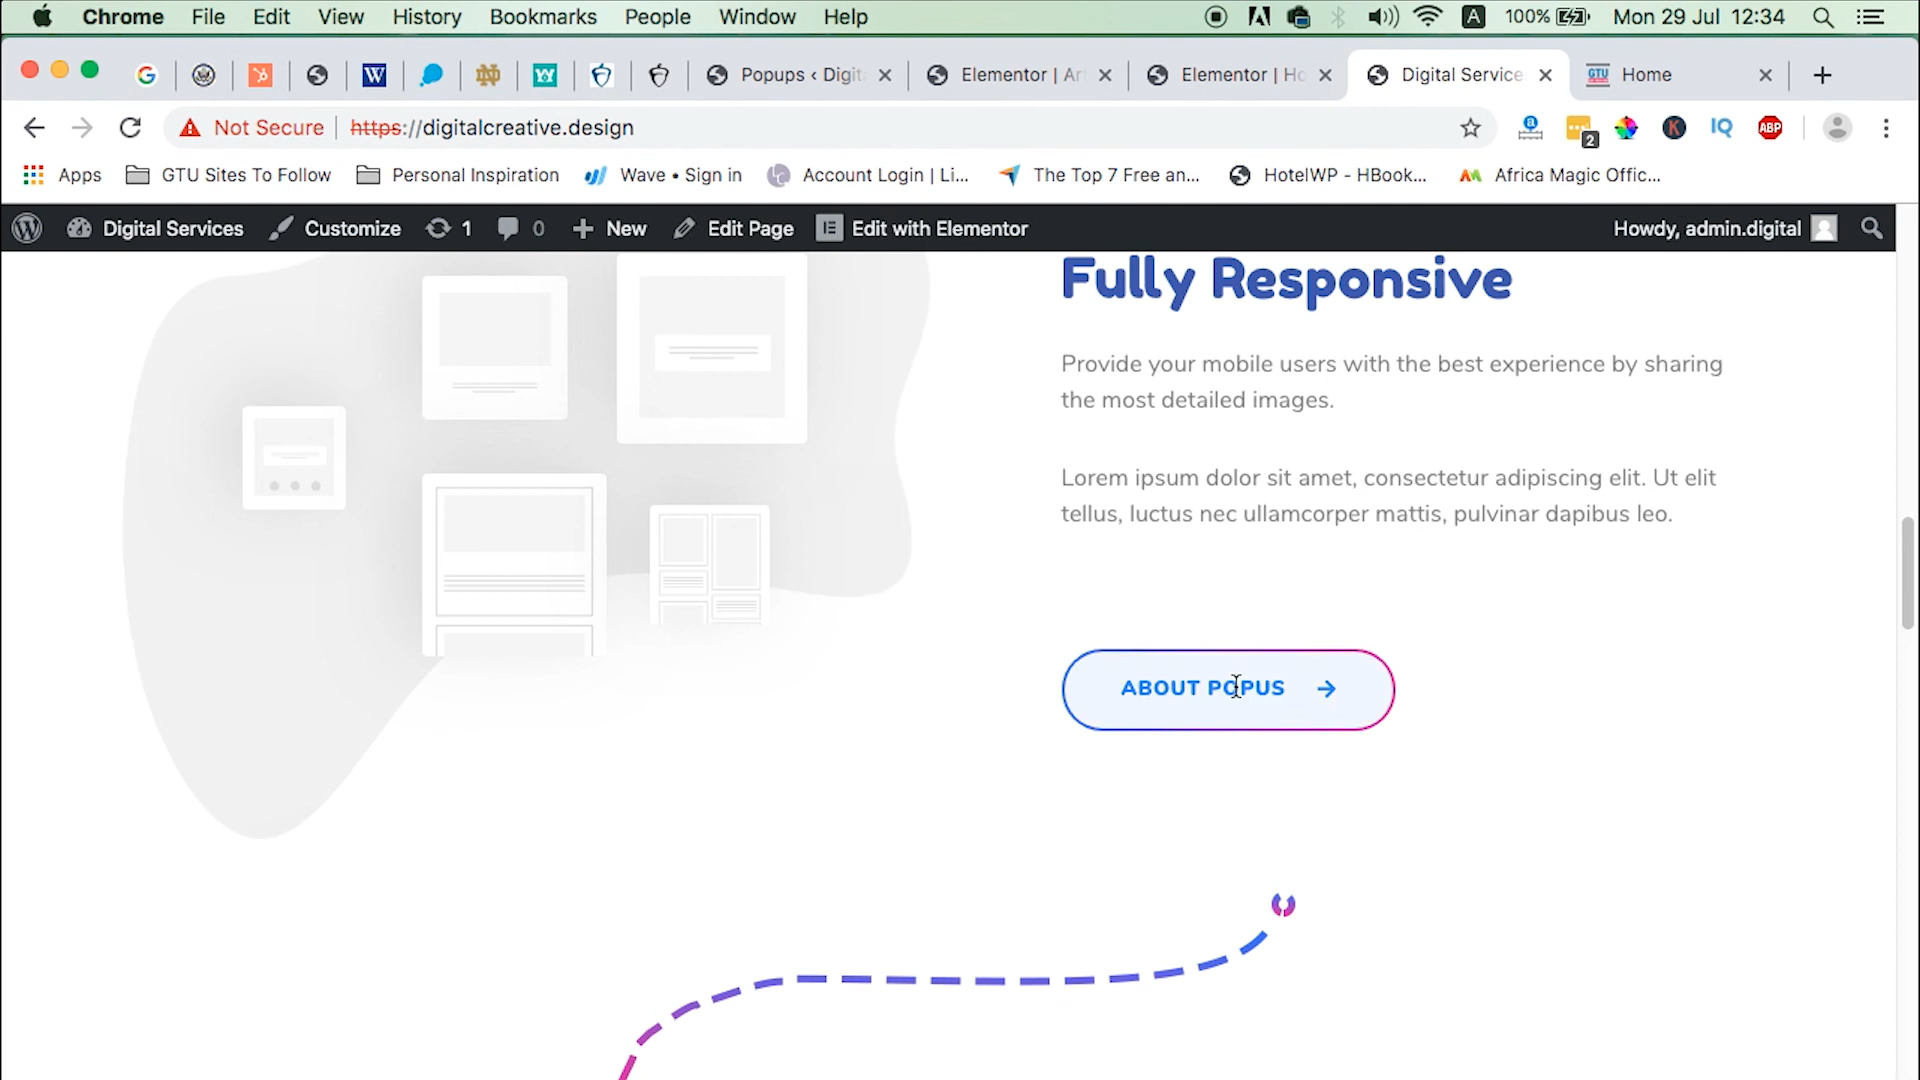 Chrome File Edit View History Bookmarks People Window Help A 100% Mon 29 Jul 12:34
G W Popups ‹ Digit Elementor | Ar Elementor | Ho Digital Service GTU Home
Not Secure https://digitalcreative.design a 2 K IQ ABP
Apps GTU Sites To Follow Personal Inspiration Wave • Sign in Account Login | Li... The Top 7 Free an... HotelWP - HBook... Africa Magic Offic...
Digital Services Customize 1 0 New Edit Page Edit with Elementor Howdy, admin.digital
Fully Responsive
Provide your mobile users with the best experience by sharing
the most detailed images.
Lorem ipsum dolor sit amet, consectetur adipiscing elit. Ut elit
tellus, luctus nec ullamcorper mattis, pulvinar dapibus leo.
ABOUT POPUS